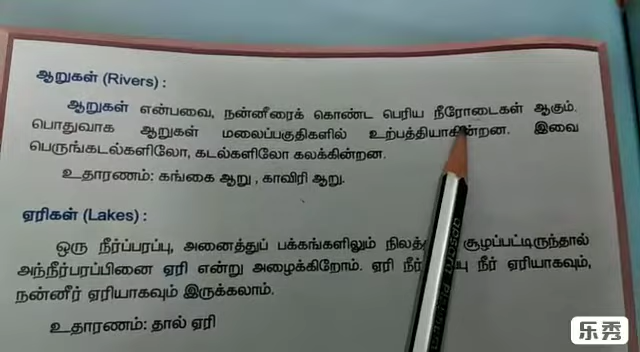 ஆறுகள் (Rivers) :
ஆறுகள் என்பவை, நன்னீரைக் கொண்ட பெரிய நீரோடைகள் ஆகும்.
பொதுவாக ஆறுகள் மலைப்பகுதிகளில் உற்பத்தியாகின்றன. இவை
பெருங்கடல்களிலோ, கடல்களிலோ கலக்கின்றன.
உதாரணம்: கங்கை ஆறு , காவிரி ஆறு.
ஏரிகள் (Lakes) :
ஒரு நீர்ப்பரப்பு, அனைத்துப் பக்கங்களிலும் சூழப்பட்டிருந்தால்
அந்நீர்பரப்பினை ஏரி என்று அழைக்கிறோம். ஏரி நீர் ஏரியாகவும்,
நன்னீர் ஏரியாகவும் இருக்கலாம்.
உதாரணம்: தால் ஏரி
乐秀